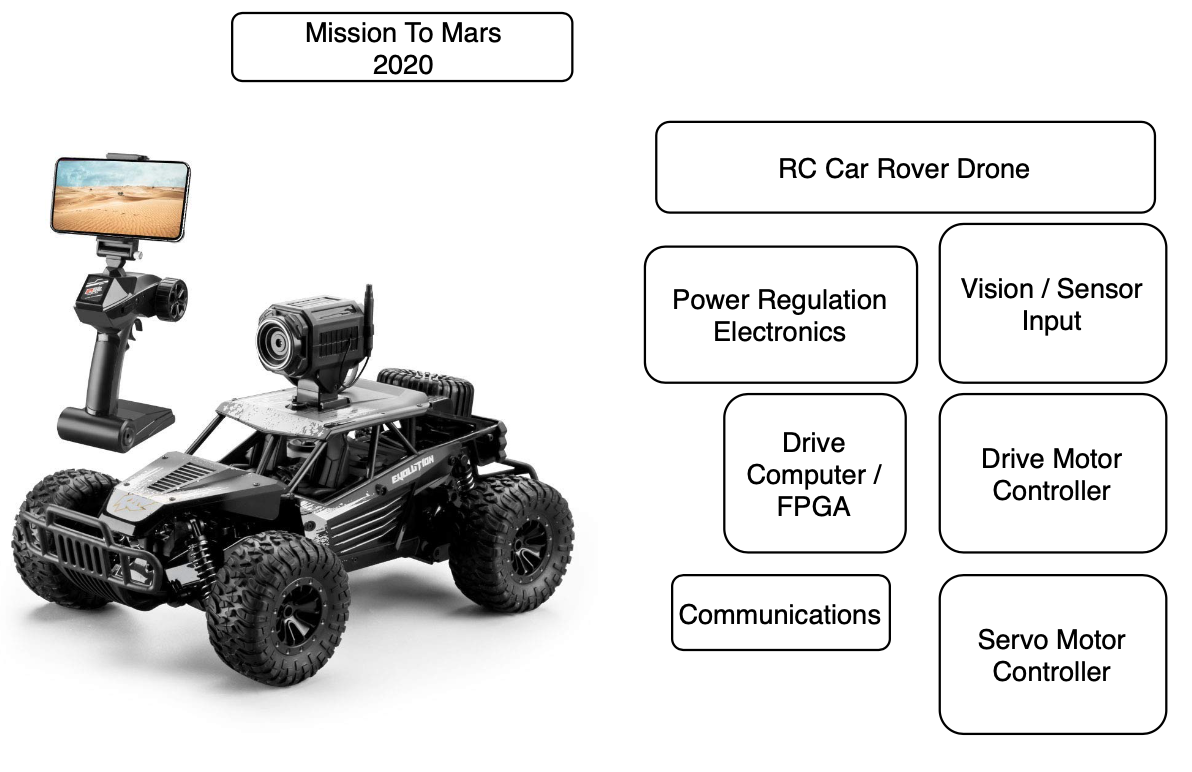 Mission To Mars
2020
RC Car Rover Drone
Power Regulation
Electronics
Vision / Sensor
Input
Drive
Computer /
FPGA
Drive Motor
Controller
Communications
Servo Motor
Controller
EVOLUTION